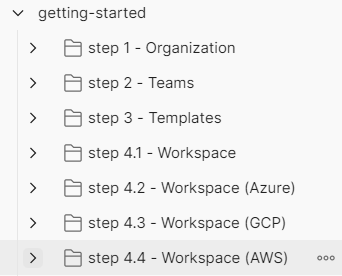 getting-started
step 1 - Organization
step 2 - Teams
step 3 - Templates
step 4.1 - Workspace
step 4.2 - Workspace (Azure)
step 4.3 - Workspace (GCP)
step 4.4 - Workspace (AWS)